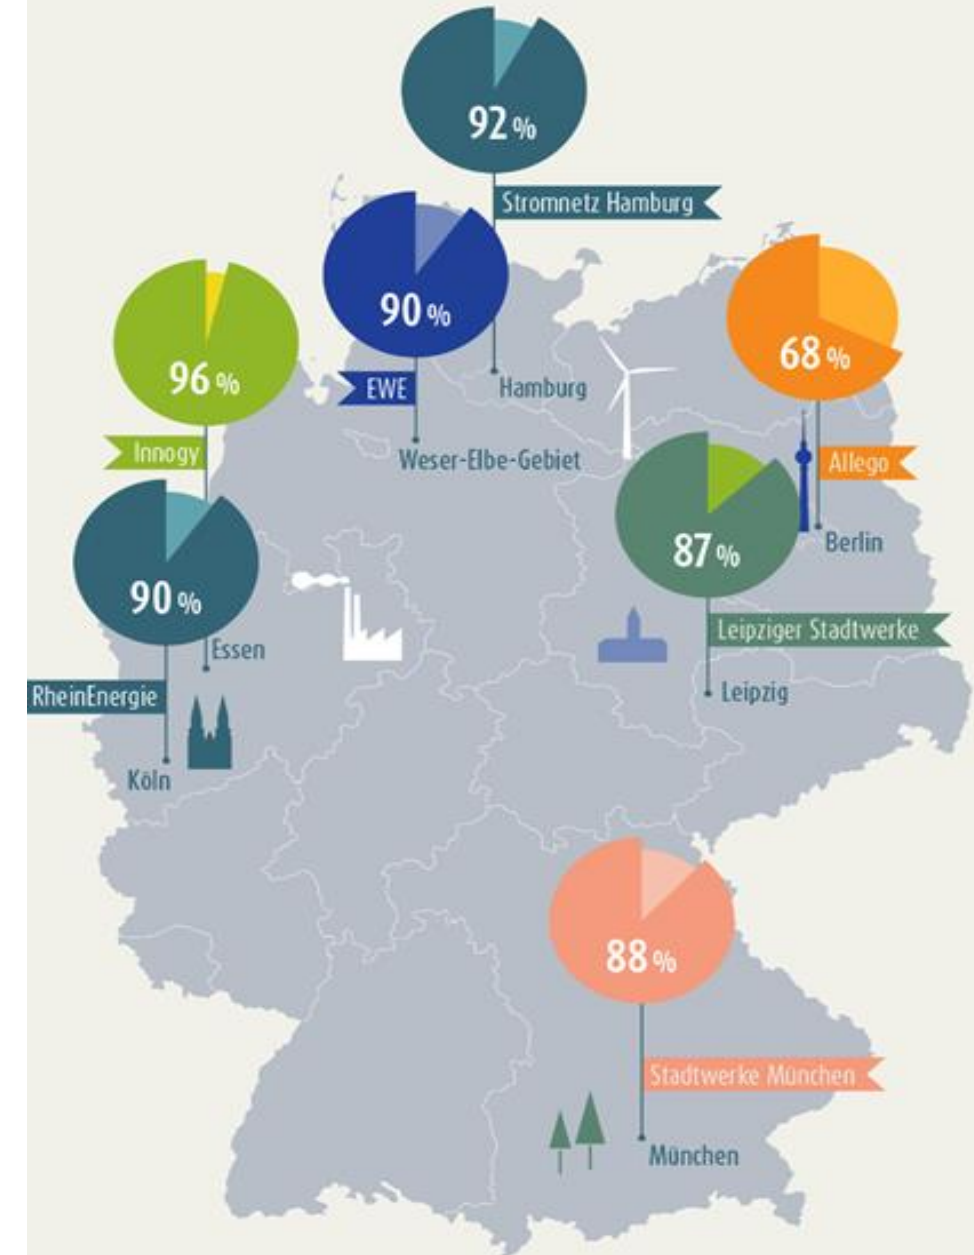 92 %
Stromnetz Hamburg
Hamburg
90 %
EWE
Weser-Elbe-Gebiet
96 %
Innogy
Essen
68 %
Allego
Berlin
87 %
Leipziger Stadtwerke
Leipzig
90 %
RheinEnergie
Köln
88 %
Stadtwerke München
München